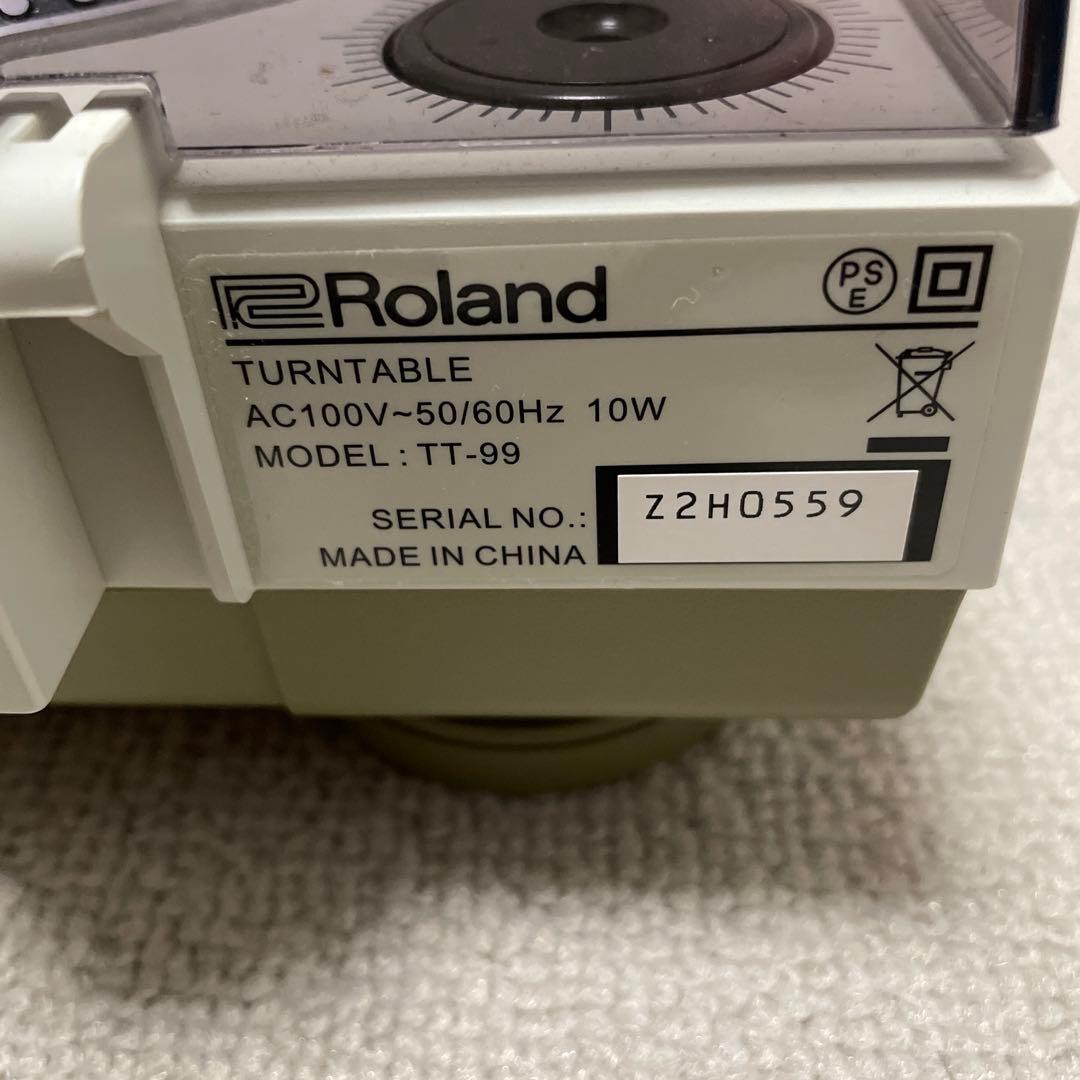 Roland
PS
E
TURNTABLE
AC100V~50/60Hz 10W
MODEL : TT-99
SERIAL NO.: Z2H0559
MADE IN CHINA